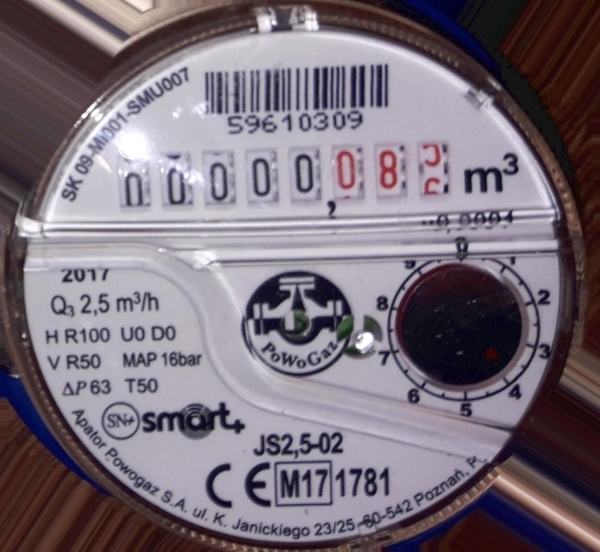 SK 09-MI001-SMU007
59610309
00000,08 m³
0,0001
2017
Q₃ 2,5 m³/h
H R100 U0 D0
V R50 MAP 16bar
ΔP 63 T50
SN+ smart+
PoWoGaz
9 0 2
8 3
7 4
6 5
JS2,5-02
CE M17 1781
Apator Powogaz S.A. ul. K. Janickiego 23/25, 60-542 Poznań,